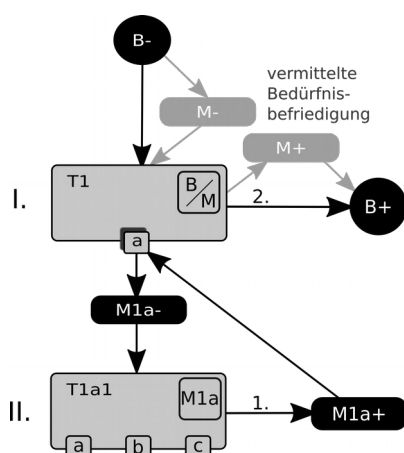 B-
vermittelte
Bedürfnis-
befriedigung
M-
M+
I.
T1
B/M
2.
B+
a
M1a-
II.
T1a1
M1a
1.
M1a+
a
b
c